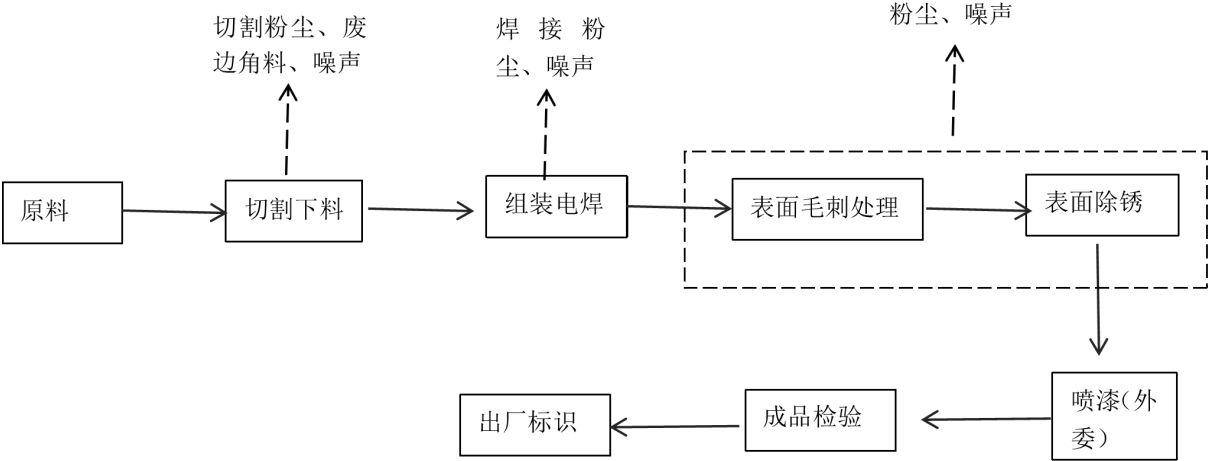 切割粉尘、废
边角料、噪声
焊接粉
尘、噪声
粉尘、噪声
原料
切割下料
组装电焊
表面毛刺处理
表面除锈
喷漆(外
委)
成品检验
出厂标识